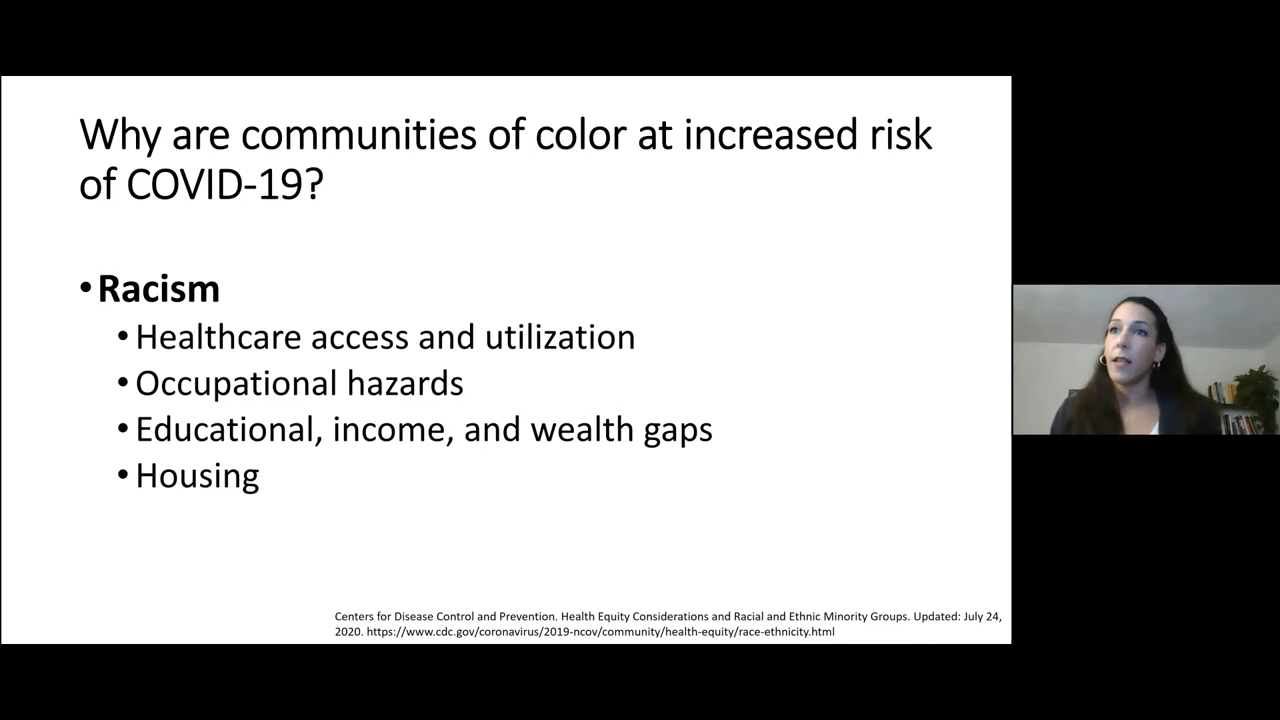 Why are communities of color at increased risk
of COVID-19?
•Racism
•Healthcare access and utilization
•Occupational hazards
•Educational, income, and wealth gaps
•Housing
Centers for Disease Control and Prevention. Health Equity Considerations and Racial and Ethnic Minority Groups. Updated: July 24,
2020. https://www.cdc.gov/coronavirus/2019-ncov/community/health-equity/race-ethnicity.html